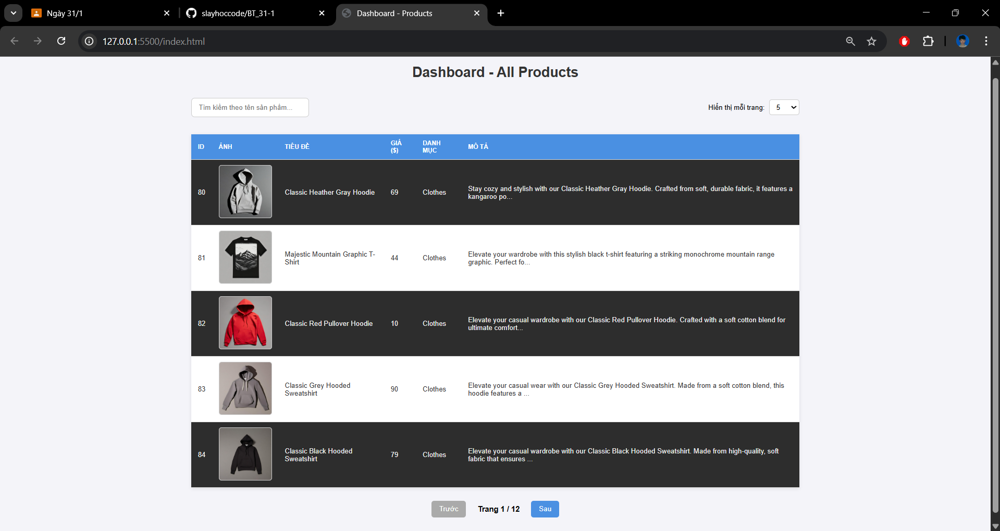 Ngày 31/1
slayhoccode/BT_31-1
Dashboard - Products
127.0.0.1:5500/index.html
Dashboard - All Products
Tìm kiếm theo tên sản phẩm...
Hiển thị mỗi trang:
5
ID
ẢNH
TIÊU ĐỀ
GIÁ
($)
DANH
MỤC
MÔ TẢ
80
Classic Heather Gray Hoodie
69
Clothes
Stay cozy and stylish with our Classic Heather Gray Hoodie. Crafted from soft, durable fabric, it features a
kangaroo po...
81
Majestic Mountain Graphic T-
Shirt
44
Clothes
Elevate your wardrobe with this stylish black t-shirt featuring a striking monochrome mountain range
graphic. Perfect fo...
82
Classic Red Pullover Hoodie
10
Clothes
Elevate your casual wardrobe with our Classic Red Pullover Hoodie. Crafted with a soft cotton blend for
ultimate comfort...
83
Classic Grey Hooded
Sweatshirt
90
Clothes
Elevate your casual wear with our Classic Grey Hooded Sweatshirt. Made from a soft cotton blend, this
hoodie features a ...
84
Classic Black Hooded
Sweatshirt
79
Clothes
Elevate your casual wardrobe with our Classic Black Hooded Sweatshirt. Made from high-quality, soft
fabric that ensures ...
Trước
Trang 1 / 12
Sau